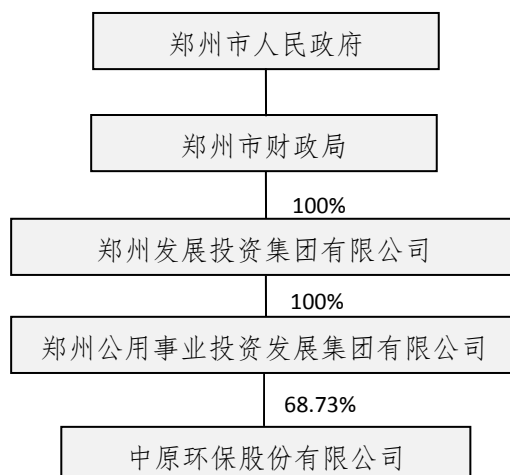 郑州市人民政府
郑州市财政局
100%
郑州发展投资集团有限公司
100%
郑州公用事业投资发展集团有限公司
68.73%
中原环保股份有限公司